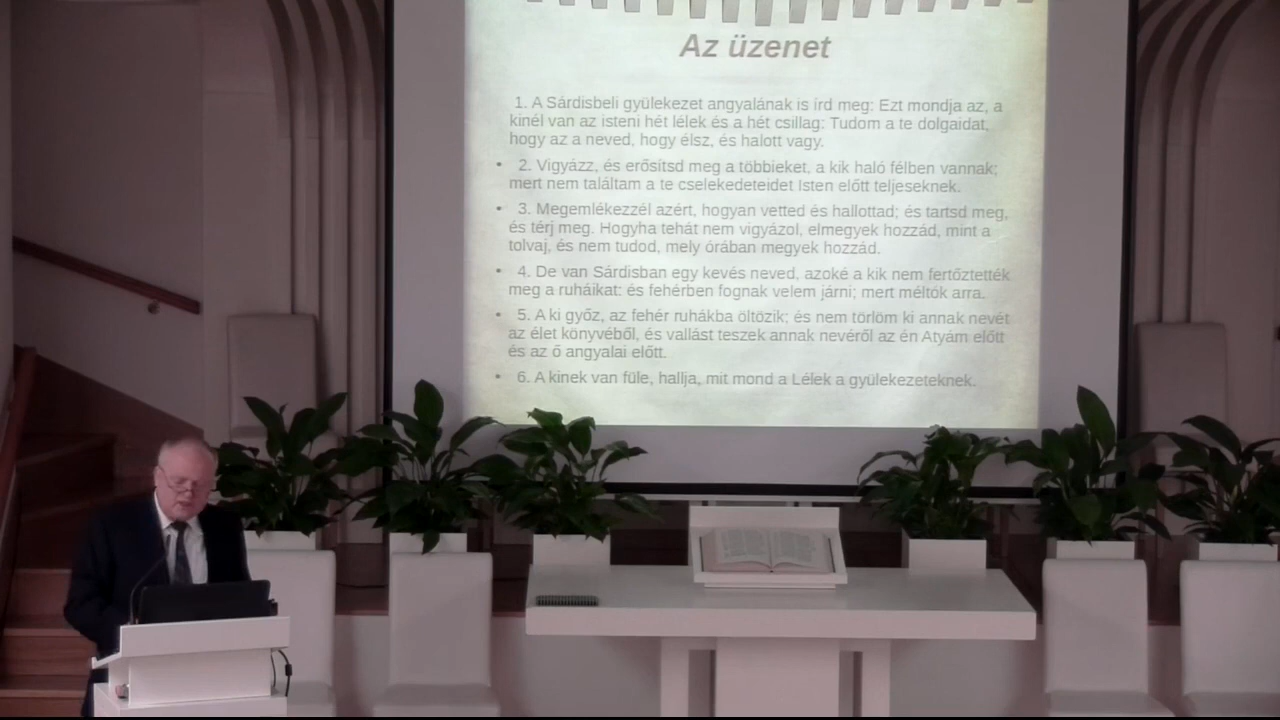 Az üzenet
1. A Sárdisbeli gyülekezet angyalának is írd meg: Ezt mondja az, a
kinél van az isteni hét lélek és a hét csillag: Tudom a te dolgaidat,
hogy az a neved, hogy élsz, és halott vagy.
• 2. Vigyázz, és erősítsd meg a többieket, a kik haló félben vannak;
mert nem találtam a te cselekedeteidet Isten előtt teljeseknek.
• 3. Megemlékezzél azért, hogyan vetted és hallottad; és tartsd meg,
és térj meg. Hogyha tehát nem vigyázol, elmegyek hozzád, mint a
tolvaj, és nem tudod, mely órában megyek hozzád.
• 4. De van Sárdisban egy kevés neved, azoké a kik nem fertőztették
meg a ruháikat: és fehérben fognak velem járni; mert méltók arra.
• 5. A ki győz, az fehér ruhákba öltözik; és nem törlöm ki annak nevét
az élet könyvéből, és vallást teszek annak nevéről az én Atyám előtt
és az ő angyalai előtt.
• 6. A kinek van füle, hallja, mit mond a Lélek a gyülekezeteknek.